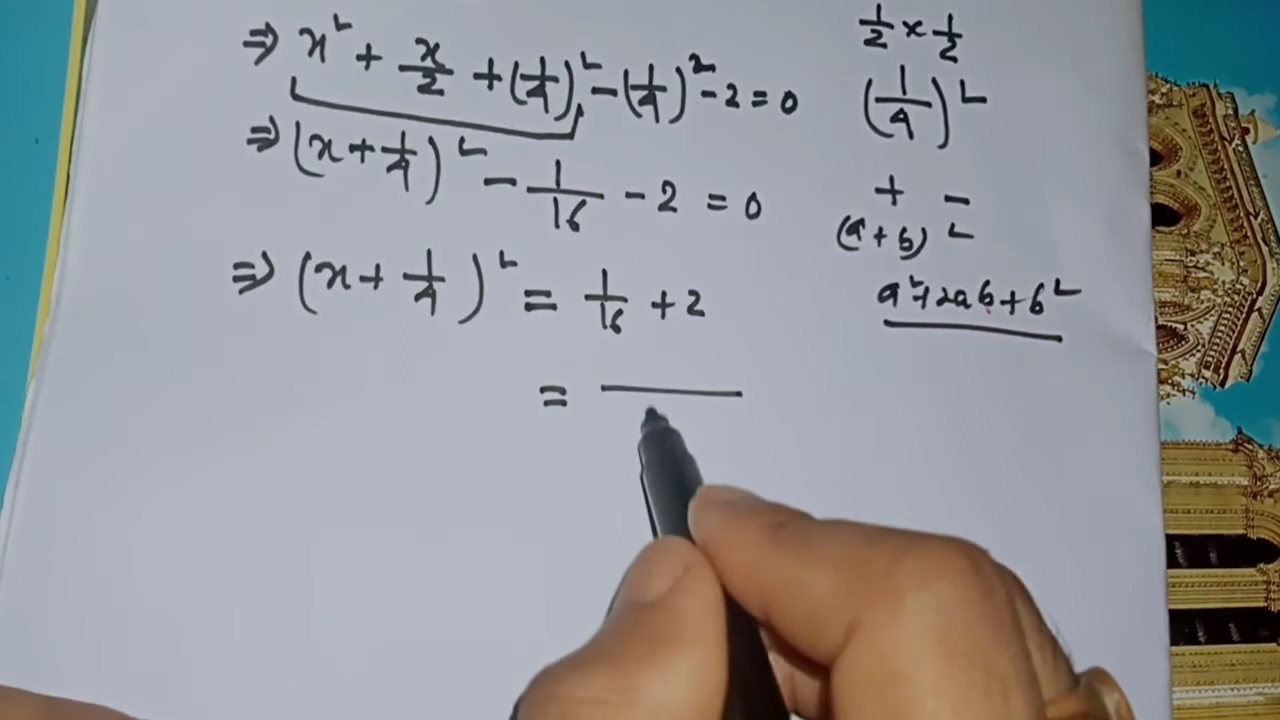 ⇒ x² + x/2 + (1/4)² - (1/4)² - 2 = 0
⇒ (x + 1/4)² - 1/16 - 2 = 0
⇒ (x + 1/4)² = 1/16 + 2
=
1/2 × 1/2
(1/4)²
+ -
(a + b)²
a² + 2ab + b²